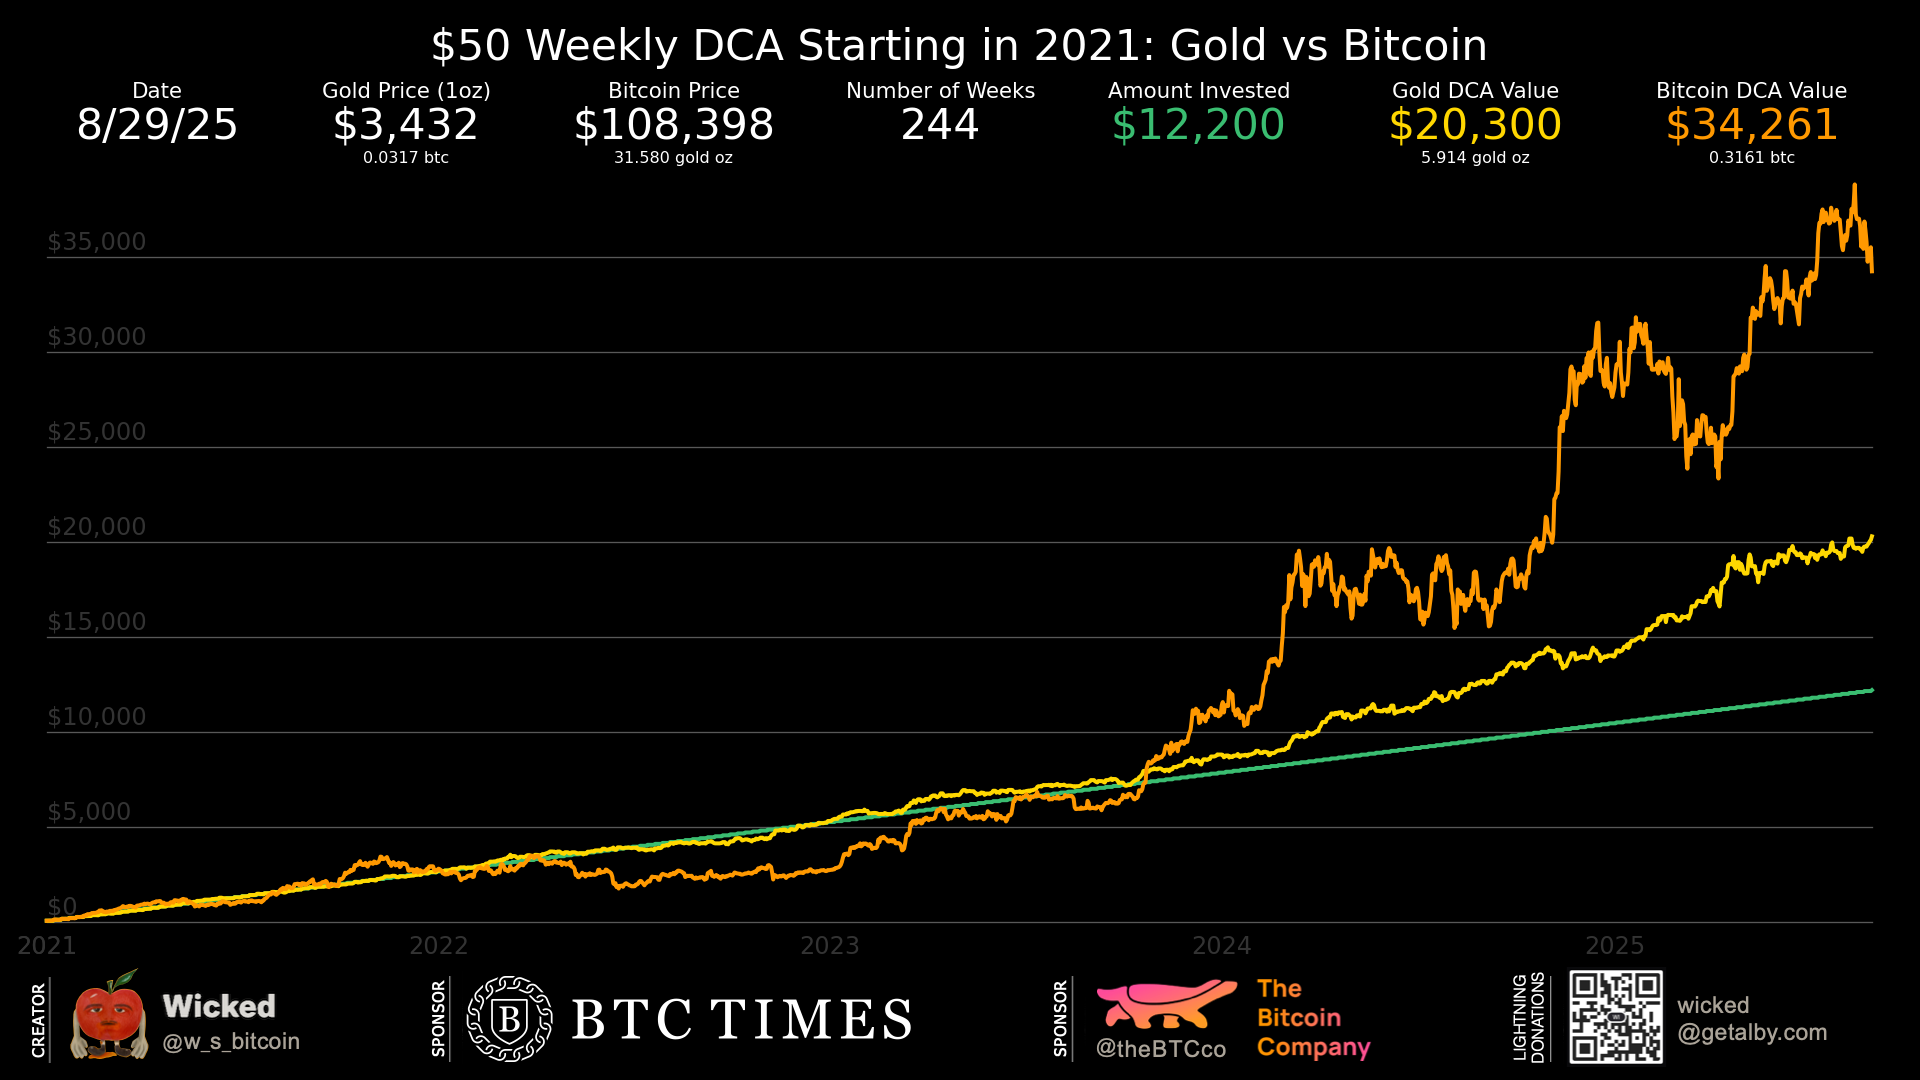 $50 Weekly DCA Starting in 2021: Gold vs Bitcoin
Date
8/29/25
Gold Price (1oz)
$3,432
0.0317 btc
Bitcoin Price
$108,398
31.580 gold oz
Number of Weeks
244
Amount Invested
$12,200
Gold DCA Value
$20,300
5.914 gold oz
Bitcoin DCA Value
$34,261
0.3161 btc
$35,000
$30,000
$25,000
$20,000
$15,000
$10,000
$5,000
$0
2021 2022 2023 2024 2025
CREATOR
Wicked
@w_s_bitcoin
SPONSOR
B
BTC TIMES
SPONSOR
@theBTCco
The
Bitcoin
Company
LIGHTNING
DONATIONS
wicked
@getalby.com